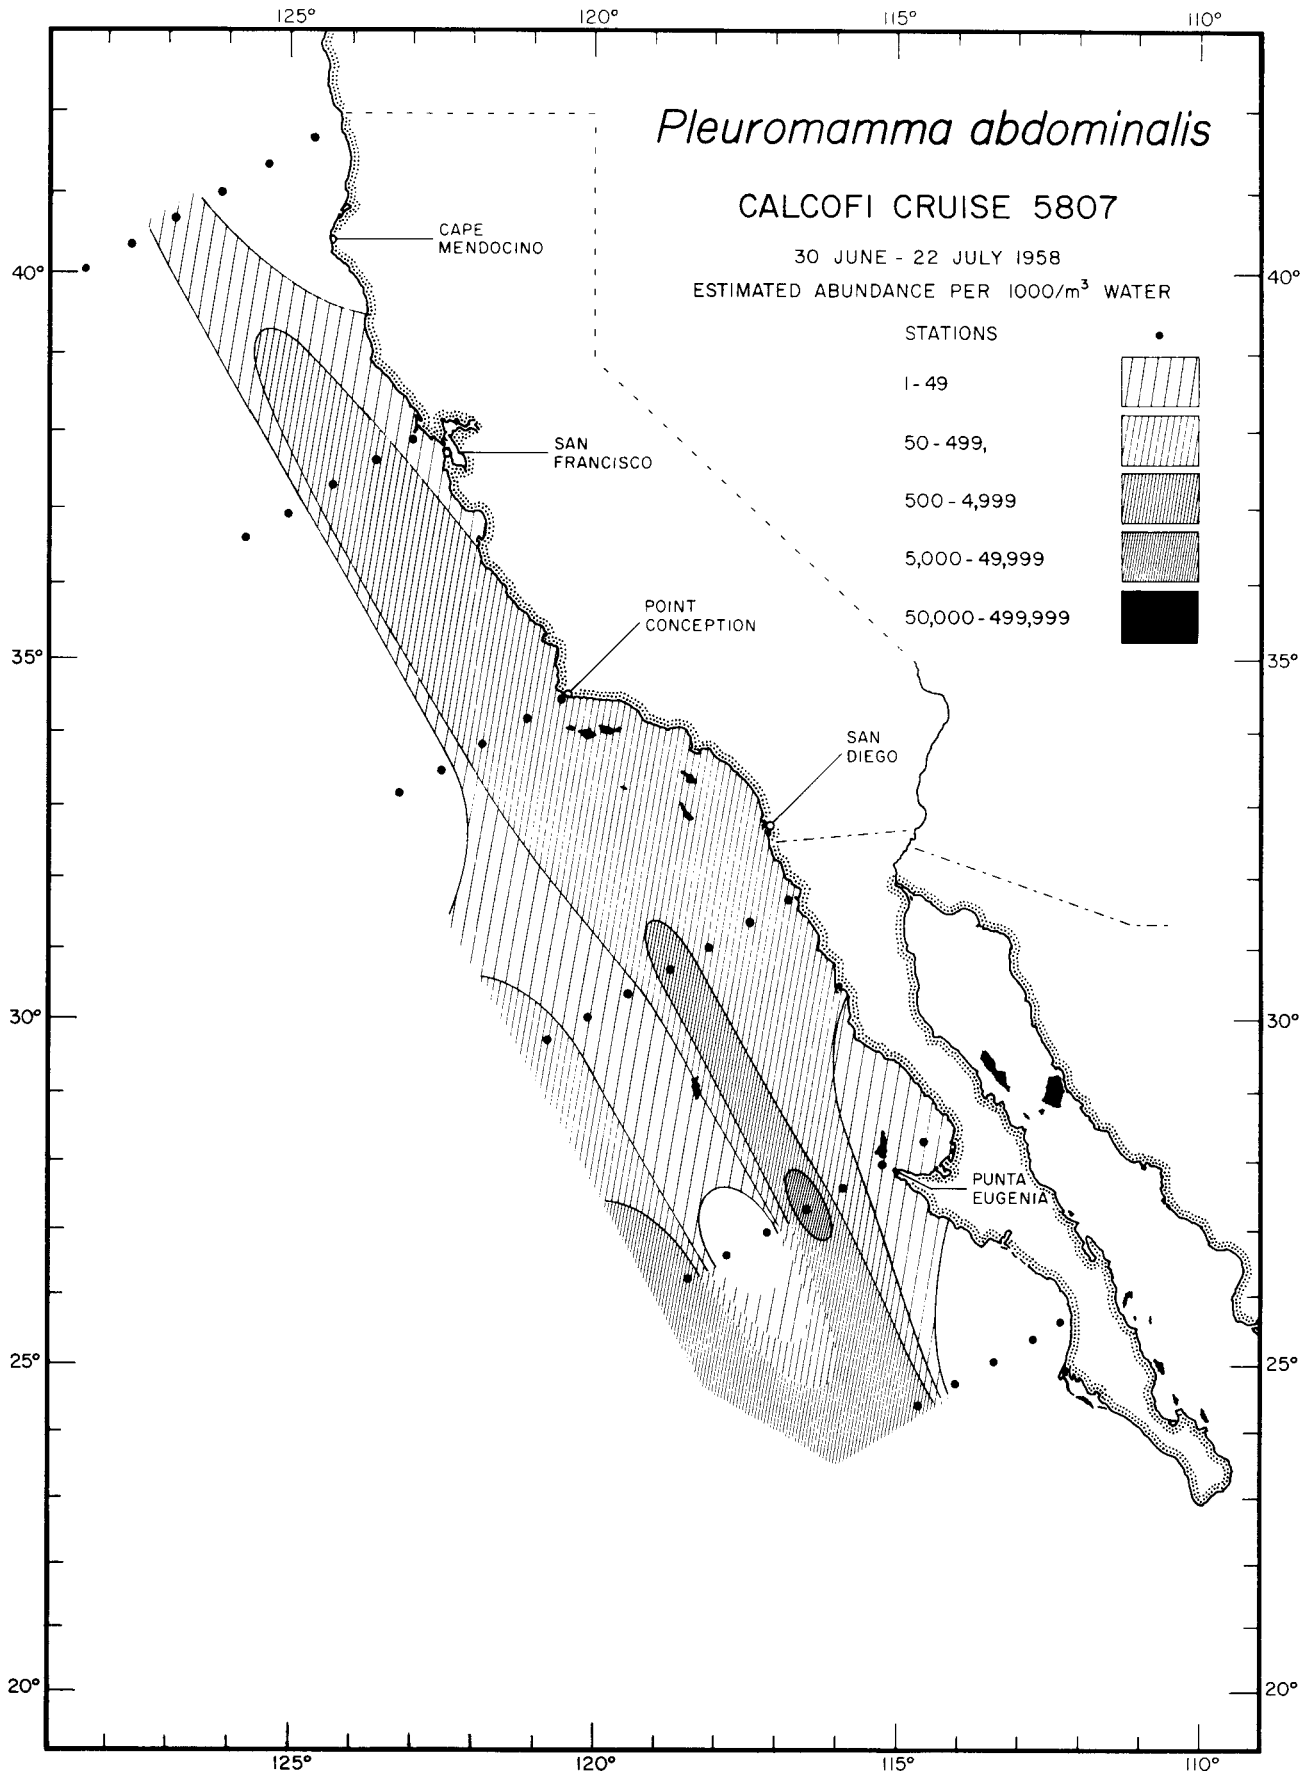 125°
120°
115°
110°
Pleuromamma abdominalis
CALCOFI CRUISE 5807
30 JUNE - 22 JULY 1958
ESTIMATED ABUNDANCE PER 1000/m³ WATER
STATIONS
1-49
50-499,
500-4,999
5,000-49,999
50,000-499,999
CAPE
MENDOCINO
40°
40°
SAN
FRANCISCO
POINT
CONCEPTION
35°
35°
SAN
DIEGO
30°
30°
PUNTA
EUGENIA
25°
25°
20°
20°
125°
120°
115°
110°